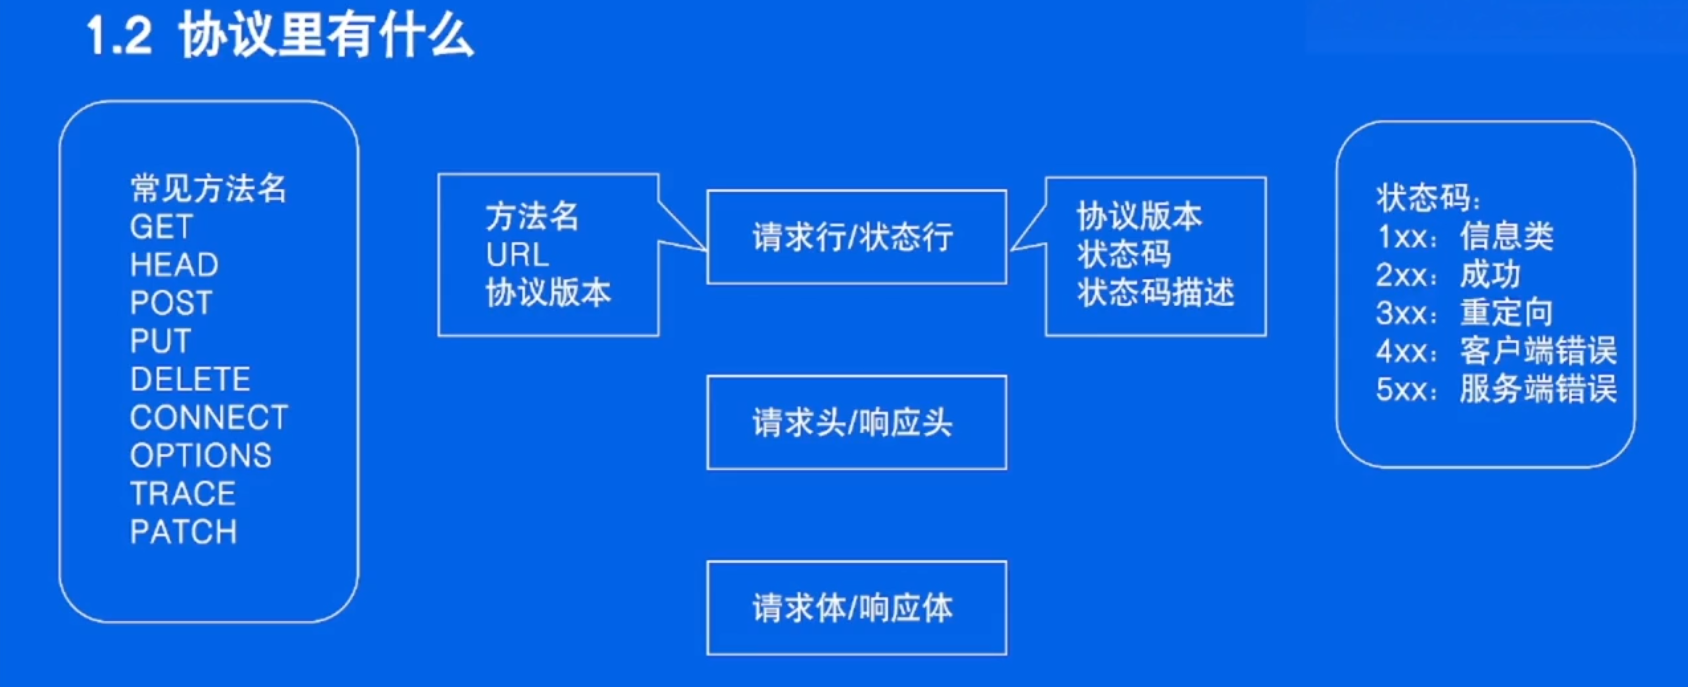 1.2 协议里有什么
常见方法名
GET
HEAD
POST
PUT
DELETE
CONNECT
OPTIONS
TRACE
PATCH
方法名
URL
协议版本
请求行/状态行
协议版本
状态码
状态码描述
请求头/响应头
请求体/响应体
状态码:
1xx: 信息类
2xx: 成功
3xx: 重定向
4xx: 客户端错误
5xx: 服务端错误